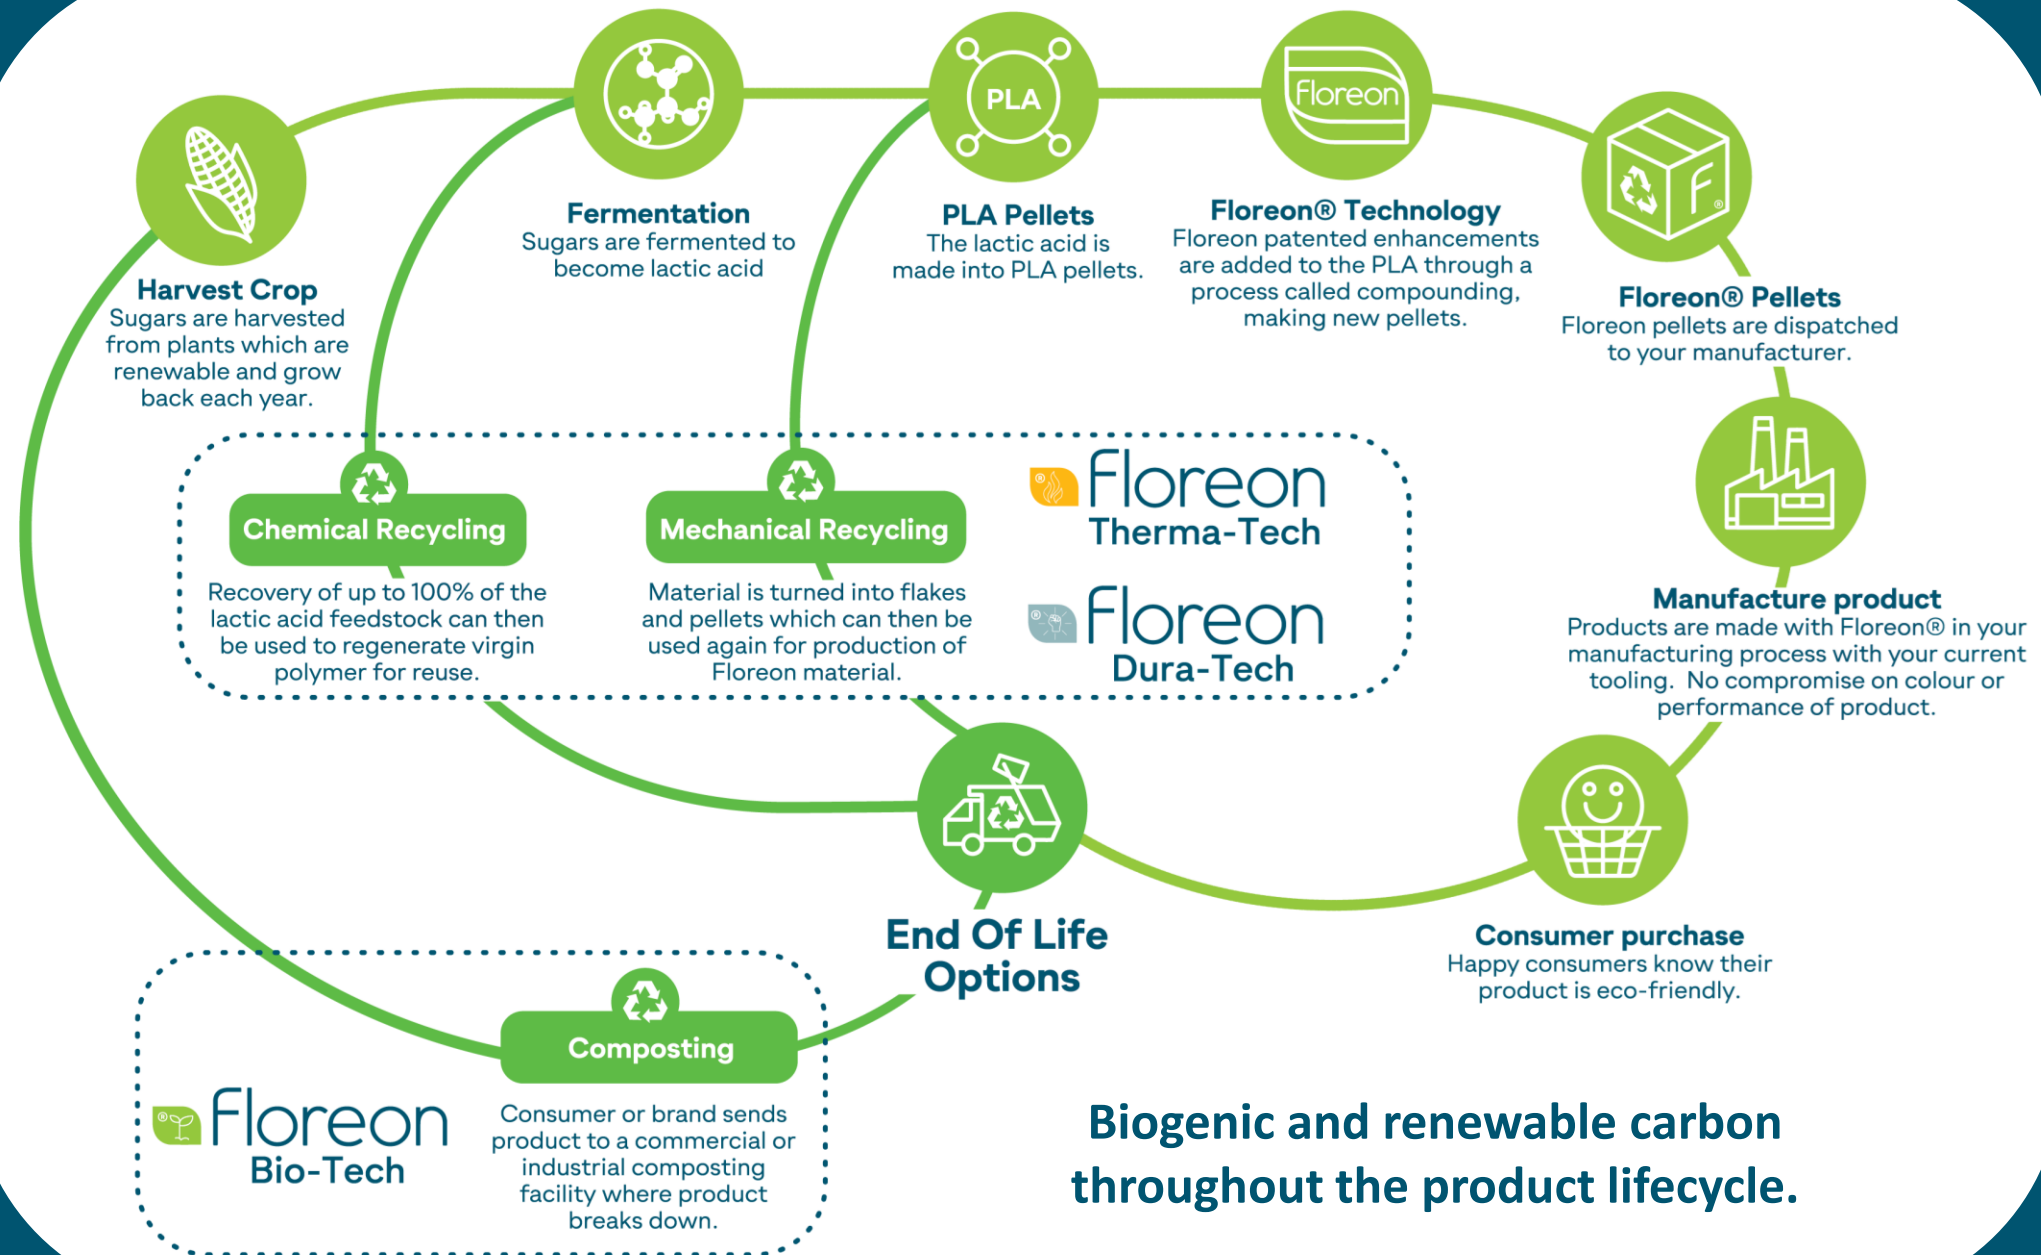 PLA
Floreon
F
®
Fermentation
Sugars are fermented to
become lactic acid
PLA Pellets
The lactic acid is
made into PLA pellets.
Floreon® Technology
Floreon patented enhancements
are added to the PLA through a
process called compounding,
making new pellets.
Harvest Crop
Sugars are harvested
from plants which are
renewable and grow
back each year.
Floreon® Pellets
Floreon pellets are dispatched
to your manufacturer.
Chemical Recycling
Recovery of up to 100% of the
lactic acid feedstock can then
be used to regenerate virgin
polymer for reuse.
Mechanical Recycling
Material is turned into flakes
and pellets which can then be
used again for production of
Floreon material.
®
Floreon
Therma-Tech
®
Floreon
Dura-Tech
Manufacture product
Products are made with Floreon® in your
manufacturing process with your current
tooling. No compromise on colour or
performance of product.
End Of Life
Options
Consumer purchase
Happy consumers know their
product is eco-friendly.
®
Floreon
Bio-Tech
Composting
Consumer or brand sends
product to a commercial or
industrial composting
facility where product
breaks down.
Biogenic and renewable carbon
throughout the product lifecycle.